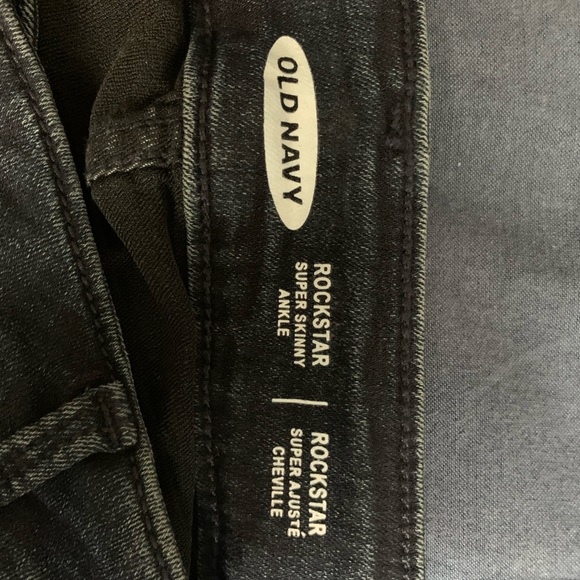 OLD NAVY
ROCKSTAR
SUPER SKINNY
ANKLE
ROCKSTAR
SUPER AJUSTÉ
CHEVILLE